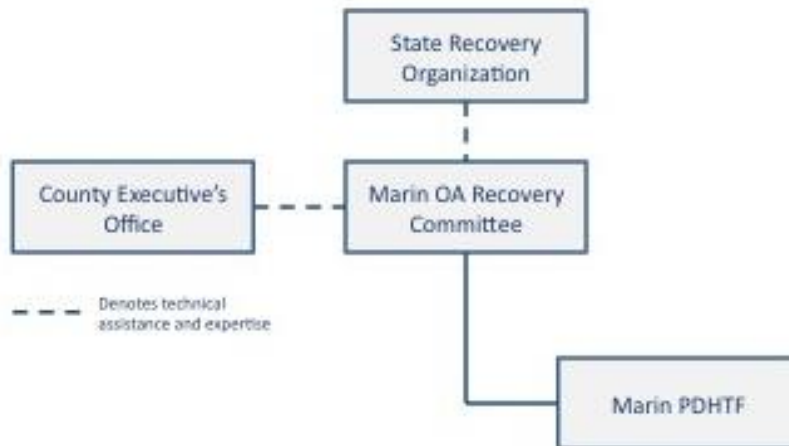 State Recovery
Organization
County Executive's
Office
Marin OA Recovery
Committee
Denotes technical
assistance and expertise
Marin PDHTF